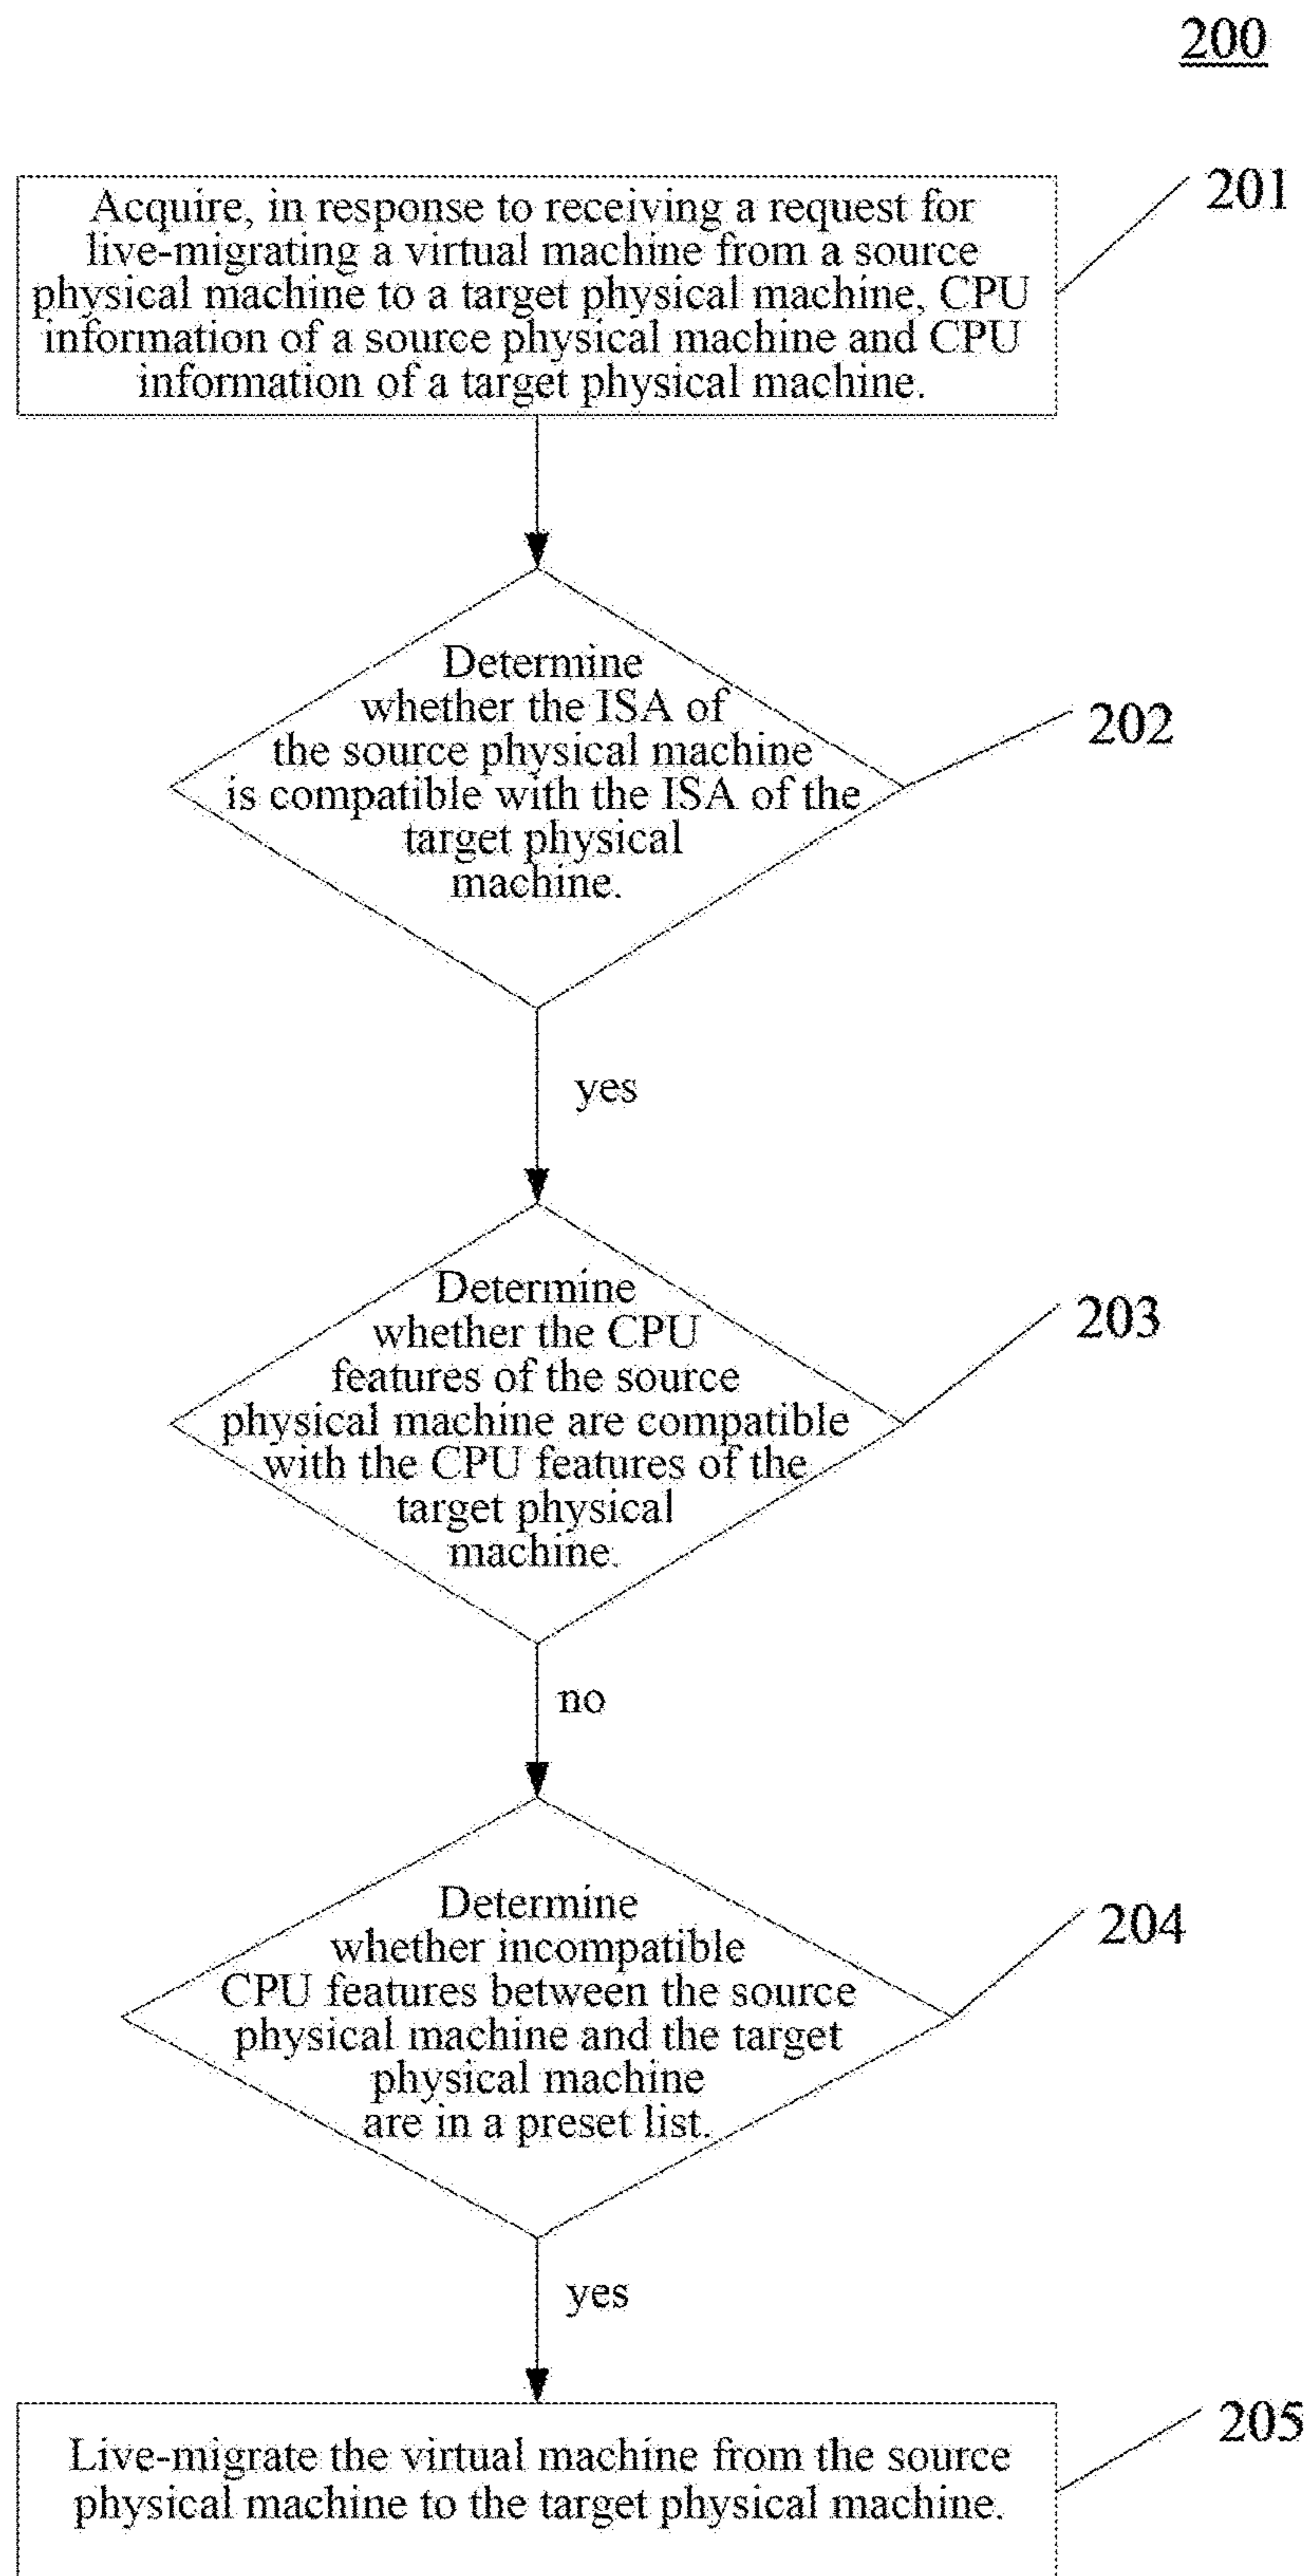 200
201
Acquire, in response to receiving a request for
live-migrating a virtual machine from a source
physical machine to a target physical machine, CPU
information of a source physical machine and CPU
information of a target physical machine.
Determine
whether the ISA of
the source physical machine
is compatible with the ISA of the
target physical
machine.
202
yes
Determine
whether the CPU
features of the source
physical machine are compatible
with the CPU features of the
target physical
machine.
203
no
Determine
whether incompatible
CPU features between the source
physical machine and the target
physical machine
are in a preset list.
204
yes
205
Live-migrate the virtual machine from the source
physical machine to the target physical machine.